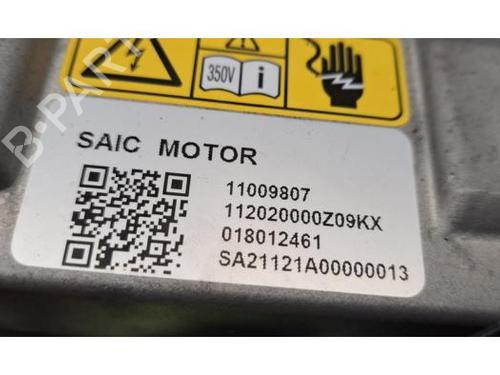 350V i
SAIC MOTOR
11009807
112020000Z09KX
018012461
SA21121A00000013
B-PARTS